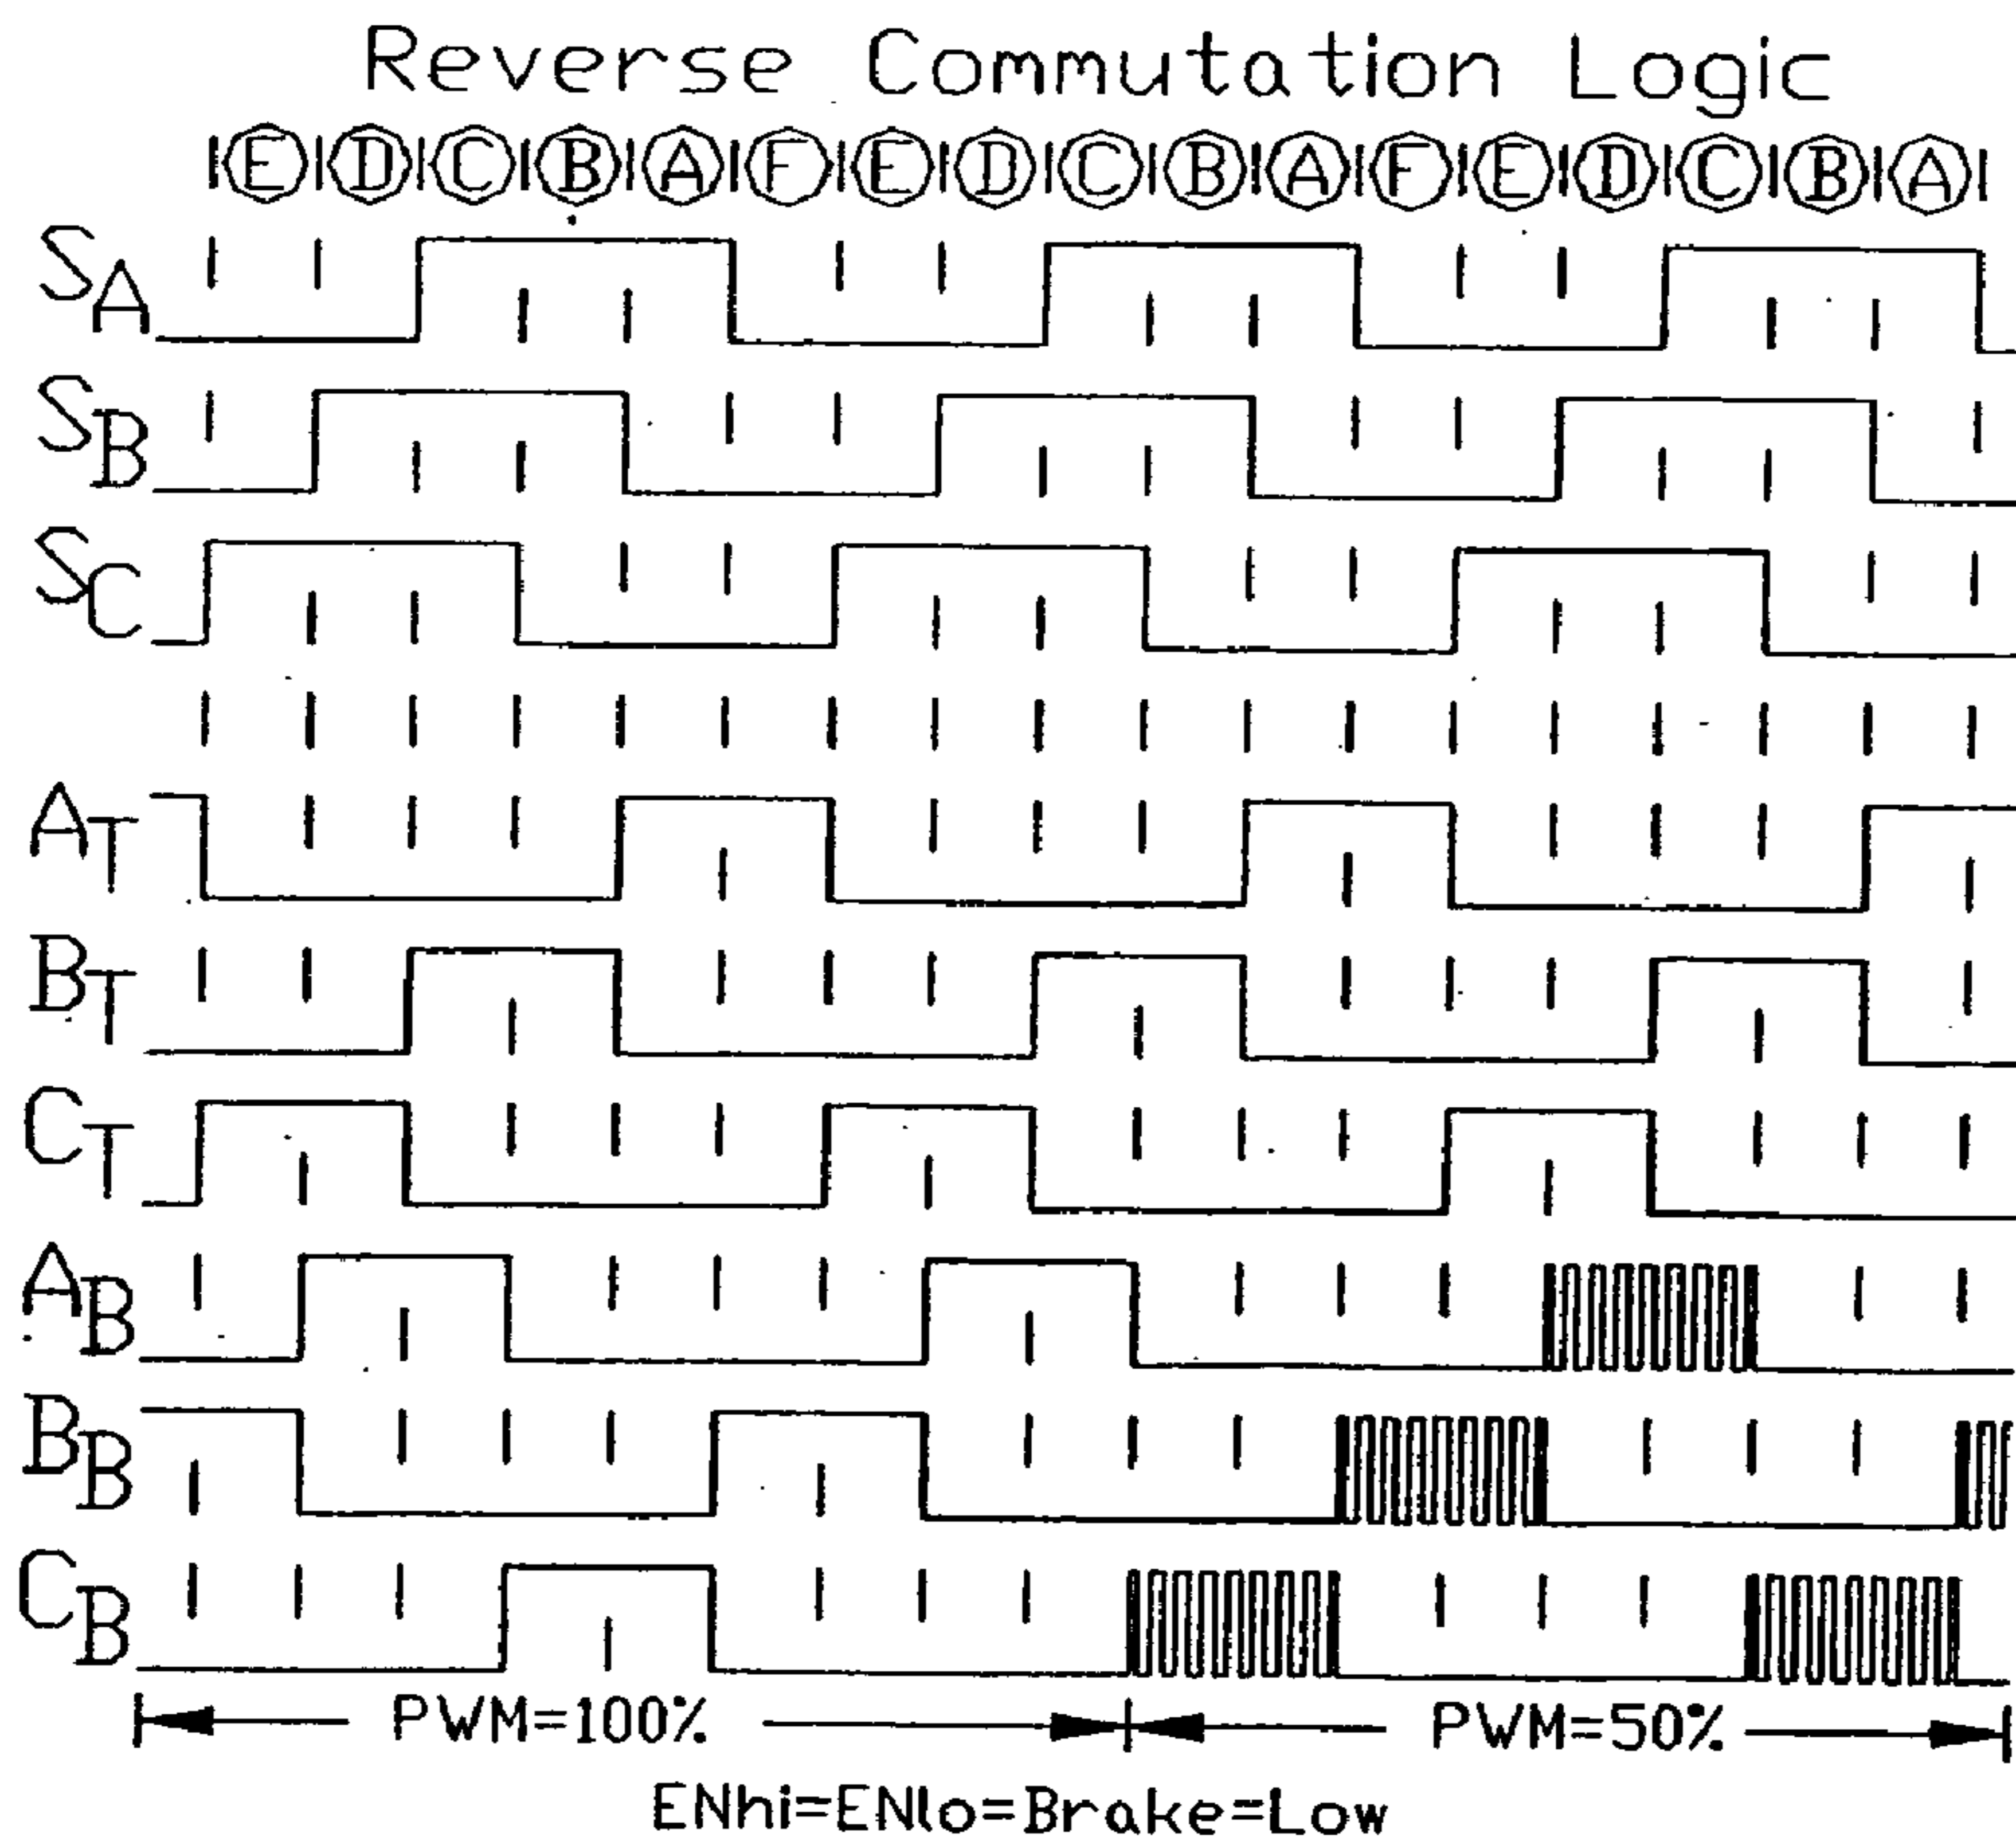 Reverse Commutation Logic
E D C B A F E D C B A F E D C B A
SA
SB
SC
AT
BT
CT
AB
BB
CB
PWM=100% PWM=50%
ENhi=ENlo=Brake=Low